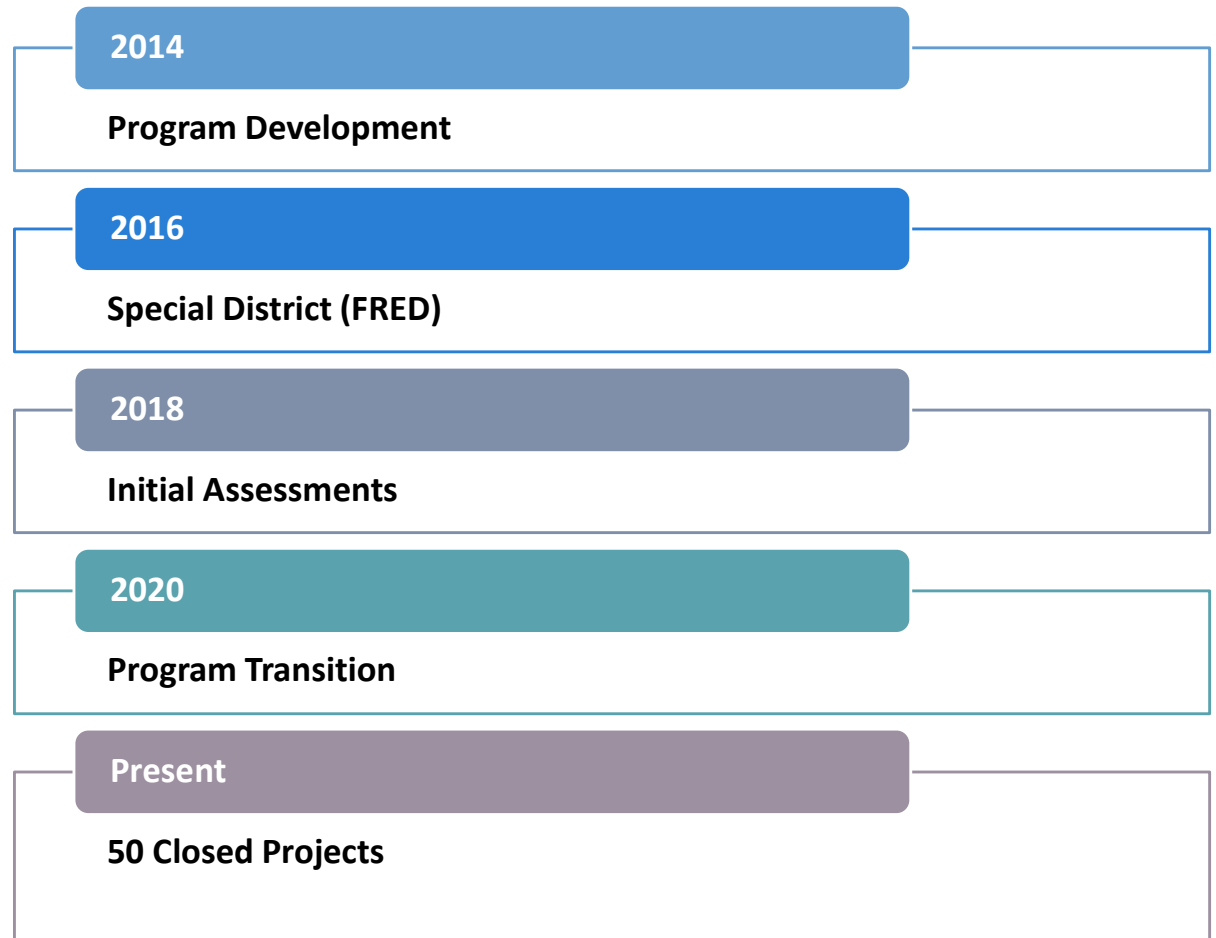 2014
Program Development
2016
Special District (FRED)
2018
Initial Assessments
2020
Program Transition
Present
50 Closed Projects